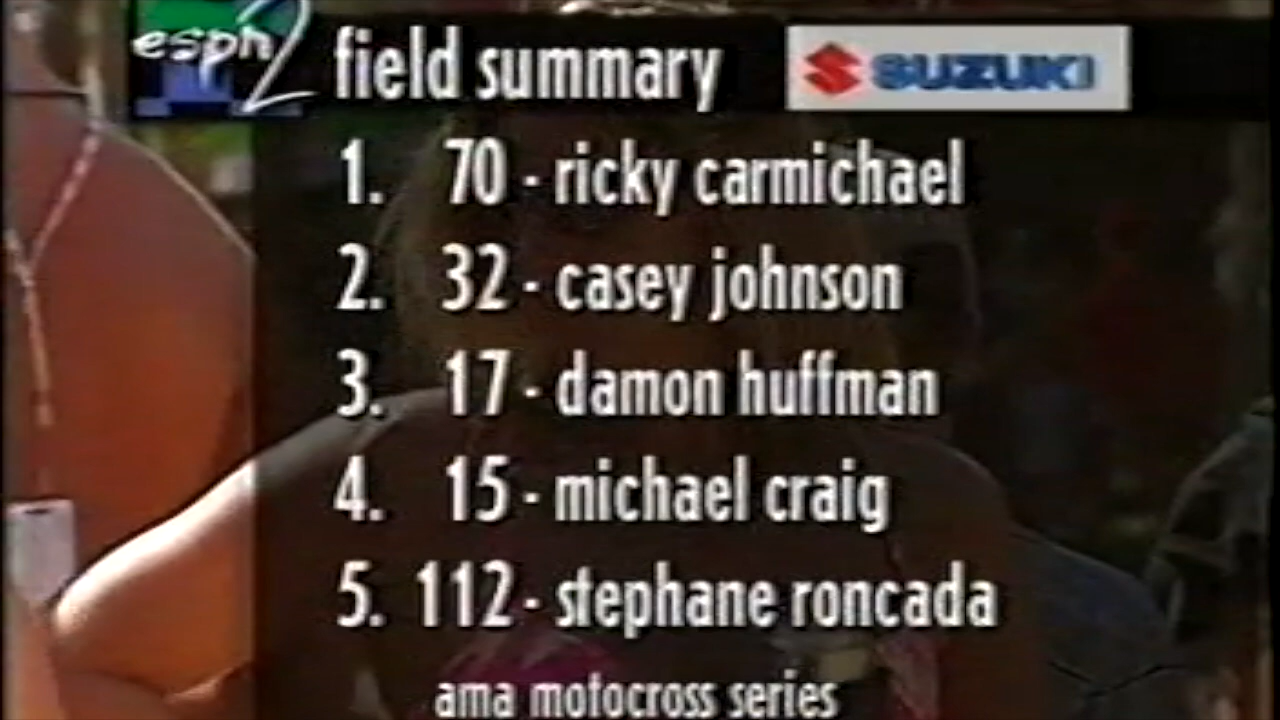 espn2 field summary SUZUKI
1. 70 - ricky carmichael
2. 32 - casey johnson
3. 17 - damon huffman
4. 15 - michael craig
5. 112 - stephane roncada
ama motocross series